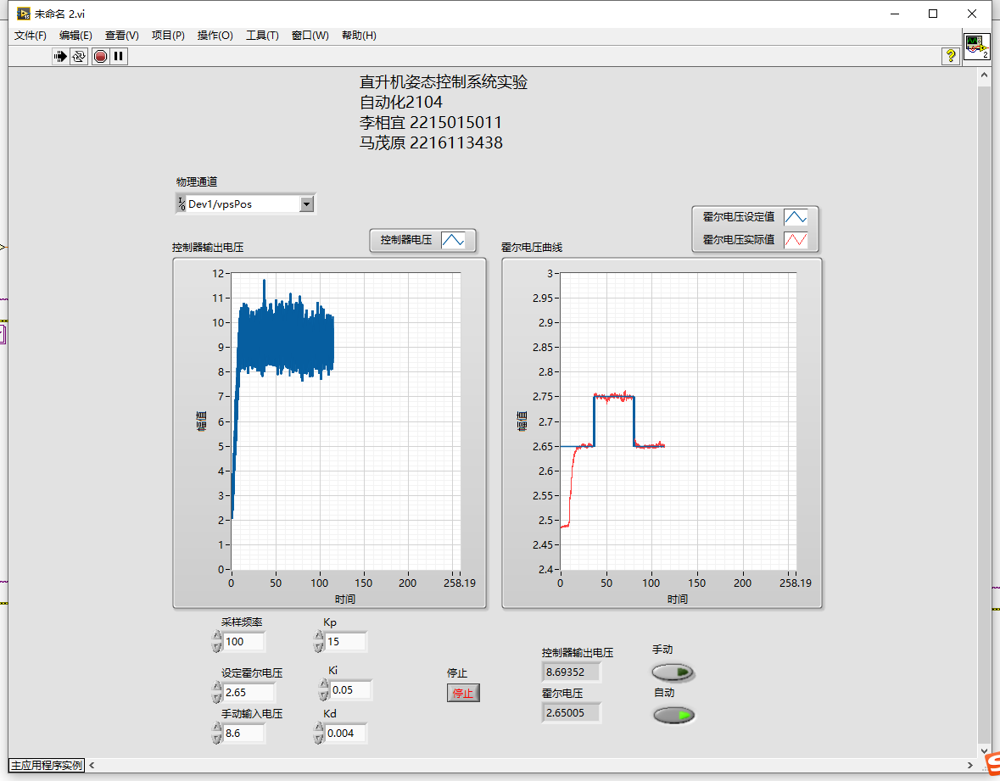 未命名 2.vi
文件(F) 编辑(E) 查看(V) 项目(P) 操作(O) 工具(T) 窗口(W) 帮助(H)
?
2
直升机姿态控制系统实验
自动化2104
李相宜 2215015011
马茂原 2216113438
物理通道
I/0 Dev1/vpsPos
控制器输出电压
控制器电压
12
11
10
9
8
7
6
5
4
3
2
1
0
幅值
0 50 100 150 200 258.19
时间
霍尔电压曲线
霍尔电压设定值
霍尔电压实际值
3
2.95
2.9
2.85
2.8
2.75
2.7
2.65
2.6
2.55
2.5
2.45
2.4
幅值
0 50 100 150 200 258.19
时间
采样频率
100
Kp
15
设定霍尔电压
2.65
Ki
0.05
手动输入电压
8.6
Kd
0.004
停止
停止
控制器输出电压
8.69352
霍尔电压
2.65005
手动
自动
主应用程序实例